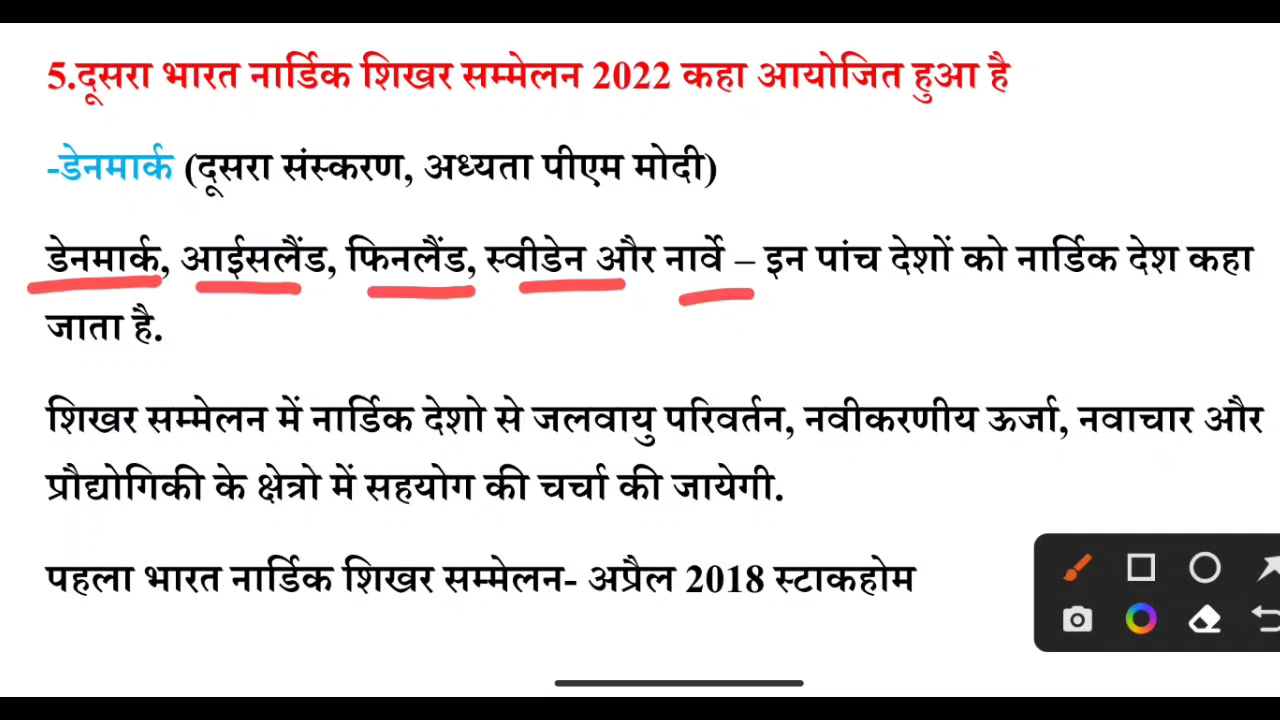 5.दूसरा भारत नार्डिक शिखर सम्मेलन 2022 कहा आयोजित हुआ है
-डेनमार्क (दूसरा संस्करण, अध्यता पीएम मोदी)
डेनमार्क, आईसलैंड, फिनलैंड, स्वीडेन और नार्वे – इन पांच देशों को नार्डिक देश कहा
जाता है.
शिखर सम्मेलन में नार्डिक देशो से जलवायु परिवर्तन, नवीकरणीय ऊर्जा, नवाचार और
प्रौद्योगिकी के क्षेत्रो में सहयोग की चर्चा की जायेगी.
पहला भारत नार्डिक शिखर सम्मेलन- अप्रैल 2018 स्टाकहोम